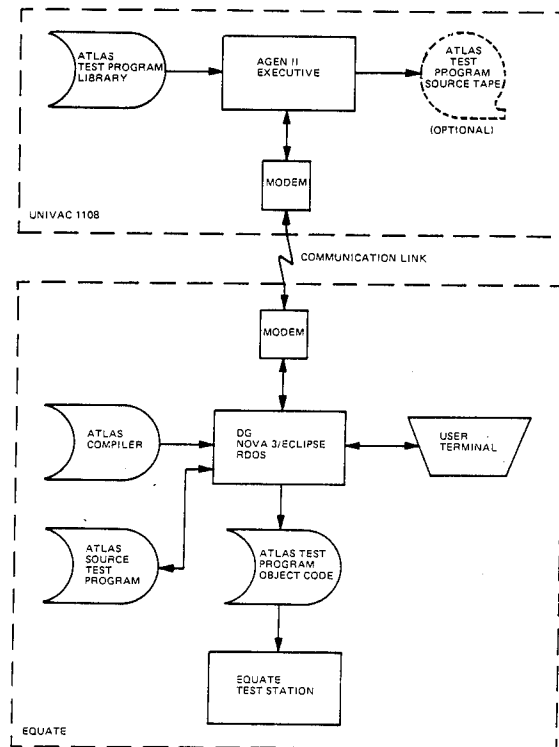 ATLAS
TEST PROGRAM
LIBRARY
AGEN II
EXECUTIVE
ATLAS
TEST
PROGRAM
SOURCE TAPE
(OPTIONAL)
MODEM
UNIVAC 1108
COMMUNICATION LINK
MODEM
ATLAS
COMPILER
DG
NOVA 3/ECLIPSE
RDOS
USER
TERMINAL
ATLAS
SOURCE
TEST
PROGRAM
ATLAS TEST
PROGRAM
OBJECT CODE
EQUATE
TEST STATION
EQUATE